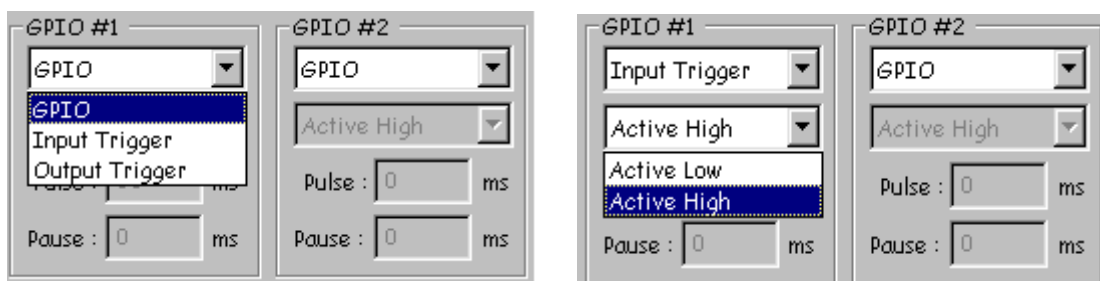 GPIO #1
GPIO
GPIO
Input Trigger
Output Trigger
Pause : 0 ms
GPIO #2
GPIO
Active High
Pulse : 0 ms
Pause : 0 ms
GPIO #1
Input Trigger
Active High
Active Low
Active High
Pause : 0 ms
GPIO #2
GPIO
Active High
Pulse : 0 ms
Pause : 0 ms